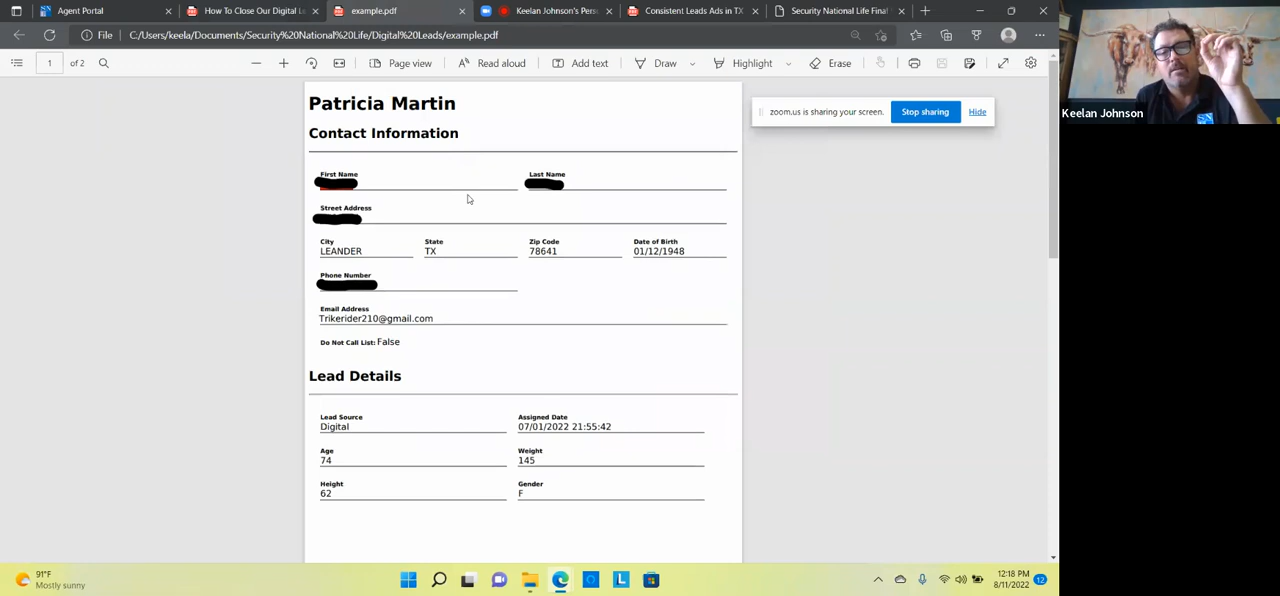 Agent Portal
How To Close Our Digital L
example.pdf
Keelan Johnson's Pers
Consistent Leads Ads in TX
Security National Life Final
File C:/Users/keela/Documents/Security%20National%20Life/Digital%20Leads/example.pdf
1 of 2
Page view
Read aloud
Add text
Draw
Highlight
Erase
Patricia Martin
Contact Information
First Name Last Name
Street Address
City State Zip Code Date of Birth
LEANDER TX 78641 01/12/1948
Phone Number
Email Address
Trikerider210@gmail.com
Do Not Call List: False
Lead Details
Lead Source Assigned Date
Digital 07/01/2022 21:55:42
Age Weight
74 145
Height Gender
62 F
zoom.us is sharing your screen. Stop sharing Hide
Keelan Johnson
91°F
Mostly sunny
12:18 PM
8/11/2022
12